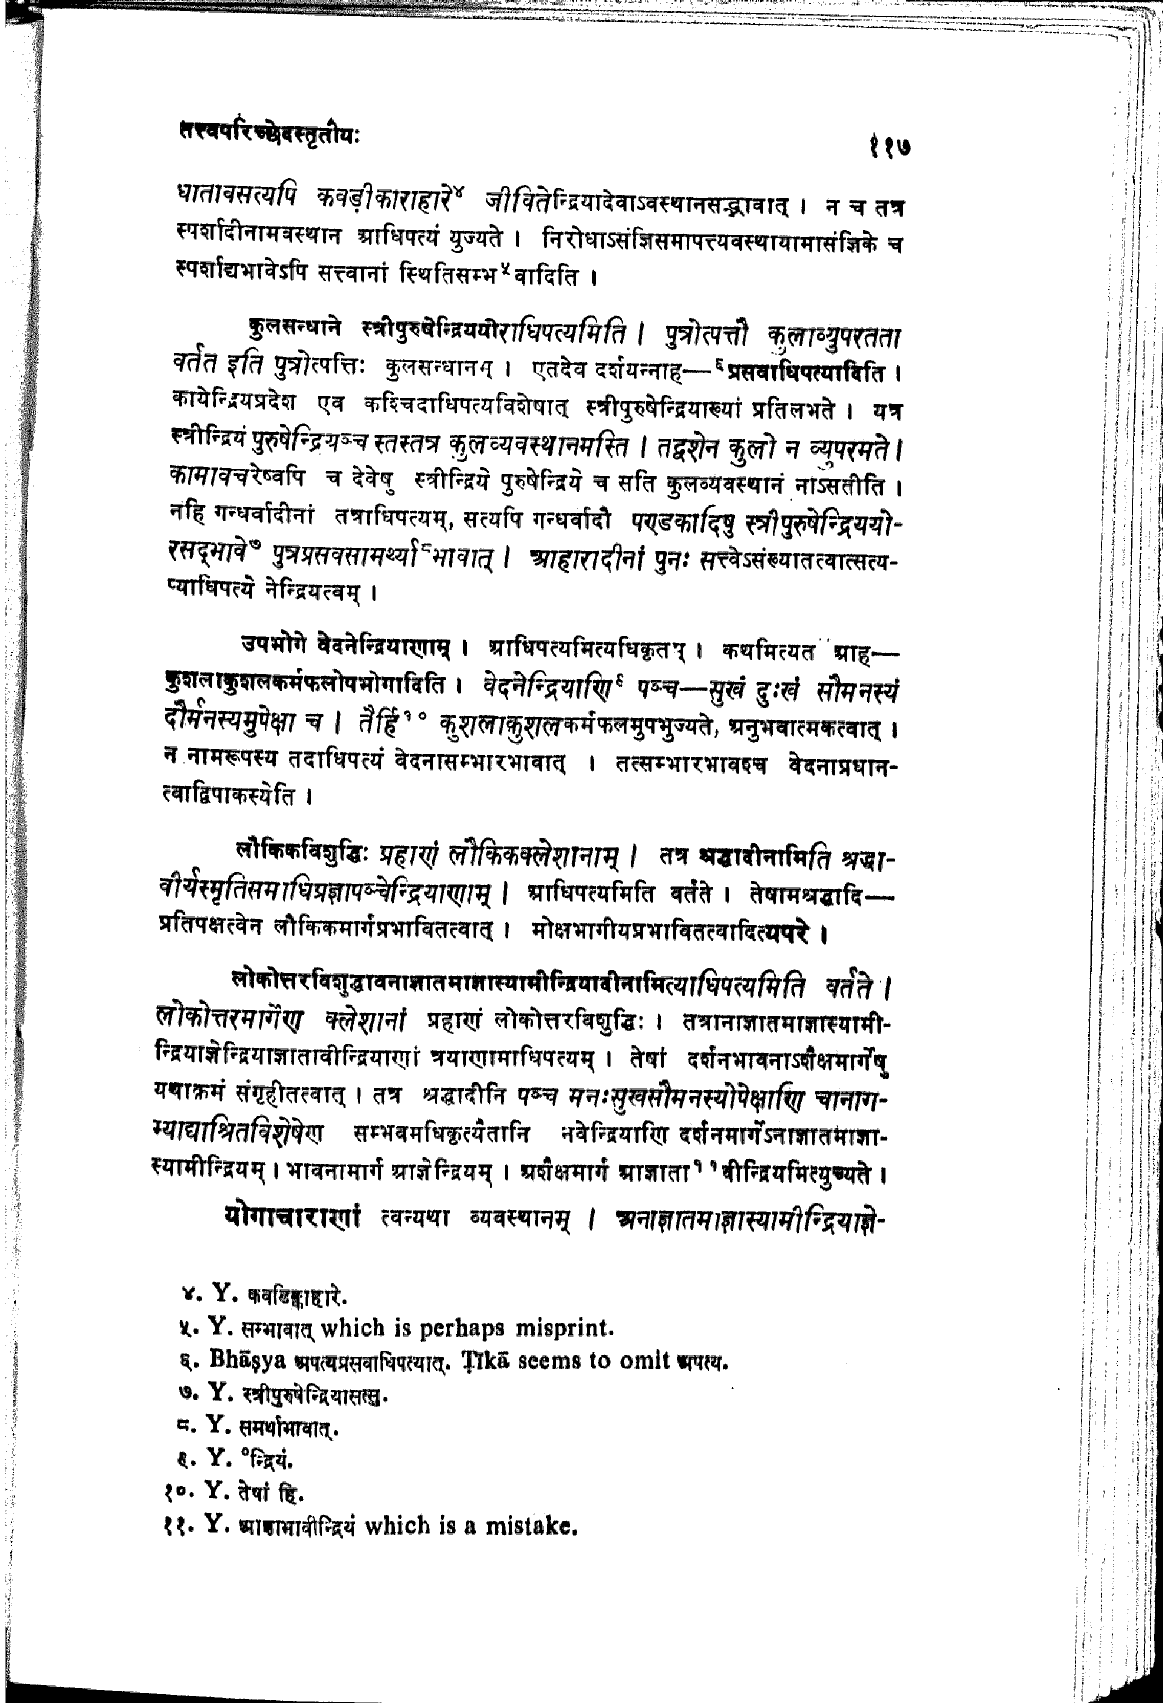 तत्त्वपरिच्छेदस्तृतीयः
११७
धातावसत्यपि कवड़ीकाराहारे४ जीवितेन्द्रियादेवाऽवस्थानसद्भावात् । न च तत्र
स्पर्शादीनामवस्थान आधिपत्यं युज्यते । निरोधाऽसंज्ञिसमापत्त्यवस्थायामासंज्ञिके च
स्पर्शाद्यभावेऽपि सत्त्वानां स्थितिसम्भ५वादिति ।
कुलसन्धाने स्त्रीपुरुषेन्द्रिययोराधिपत्यमिति । पुत्रोत्पत्तौ कुलाव्युपरतता
वर्तत इति पुत्रोत्पत्तिः कुलसन्धानम् । एतदेव दर्शयन्नाह—६प्रसवाधिपत्यादिति ।
कायेन्द्रियप्रदेश एव कश्चिदाधिपत्यविशेषात् स्त्रीपुरुषेन्द्रियाख्यां प्रतिलभते । यत्र
स्त्रीन्द्रियं पुरुषेन्द्रियञ्च स्तस्तत्र कुलव्यवस्थानमस्ति । तद्वशेन कुलो न व्युपरमते ।
कामावचरेष्वपि च देवेषु स्त्रीन्द्रिये पुरुषेन्द्रिये च सति कुलव्यवस्थानं नाऽसतीति ।
नहि गन्धर्वादीनां तत्राधिपत्यम्, सत्यपि गन्धर्वादौ पण्डकादिषु स्त्रीपुरुषेन्द्रिययो-
रसद्भावे७ पुत्रप्रसवसामर्थ्या८भावात् । आहारादीनां पुनः सत्त्वेऽसंख्यातत्वात्सत्य-
प्याधिपत्ये नेन्द्रियत्वम् ।
उपभोगे वेदनेन्द्रियाणाम् । आधिपत्यमित्यधिकृतम् । कथमित्यत आह—
कुशलाकुशलकर्मफलोपभोगादिति । वेदनेन्द्रियाणि९ पञ्च—सुखं दुःखं सौमनस्यं
दौर्मनस्यमुपेक्षा च । तैर्हि१० कुशलाकुशलकर्मफलमुपभुज्यते, अनुभवात्मकत्वात् ।
न नामरूपस्य तदाधिपत्यं वेदनासम्भारभावात् । तत्सम्भारभावश्च वेदनाप्रधान-
त्वाद्विपाकस्येति ।
लौकिकविशुद्धिः प्रहाणं लौकिकक्लेशानाम् । तत्र श्रद्धादीनामिति श्रद्धा-
वीर्यस्मृतिसमाधिप्रज्ञापञ्चेन्द्रियाणाम् । आधिपत्यमिति वर्तते । तेषामश्रद्धादि—
प्रतिपक्षत्वेन लौकिकमार्गप्रभावितत्वात् । मोक्षभागीयप्रभावितत्वादित्यपरे ।
लोकोत्तरविशुद्धावनाज्ञातमाज्ञास्यामीन्द्रियादीनामित्याधिपत्यमिति वर्तते ।
लोकोत्तरमार्गेण क्लेशानां प्रहाणं लोकोत्तरविशुद्धिः । तत्रानाज्ञातमाज्ञास्यामी-
न्द्रियाज्ञेन्द्रियाज्ञातावीन्द्रियाणां त्रयाणामाधिपत्यम् । तेषां दर्शनभावनाऽशैक्षमार्गेषु
यथाक्रमं संगृहीतत्वात् । तत्र श्रद्धादीनि पञ्च मनःसुखसौमनस्योपेक्षाणि चानाग-
म्याद्याश्रितविशेषेण सम्भवमधिकृत्यैतानि नवेन्द्रियाणि दर्शनमार्गेऽनाज्ञातमाज्ञा-
स्यामीन्द्रियम् । भावनामार्ग आज्ञेन्द्रियम् । अशैक्षमार्ग आज्ञाता११वीन्द्रियमित्युच्यते ।
योगाचाराणां त्वन्यथा व्यवस्थानम् । अनाज्ञातमाज्ञास्यामीन्द्रियाज्ञे-
४. Y. कवडिङ्काहारे.
५. Y. सम्भावात् which is perhaps misprint.
६. Bhāṣya अपत्यप्रसवाधिपत्यात्. Ṭīkā seems to omit अपत्य.
७. Y. स्त्रीपुरुषेन्द्रियासत्सु.
८. Y. समर्थाभावात्.
९. Y. °न्द्रियं.
१०. Y. तेषां हि.
११. Y. which is a mistake.